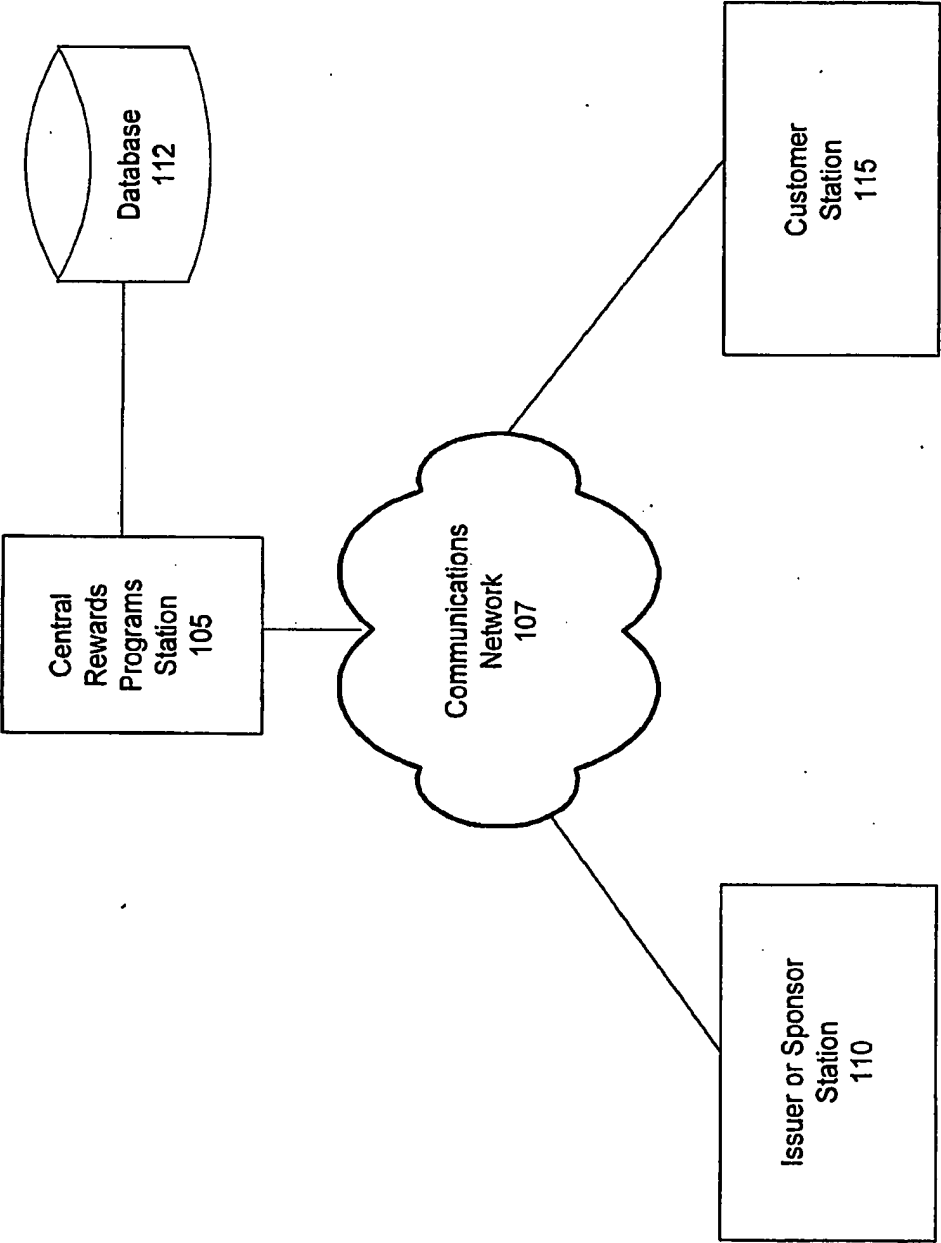 Central
Rewards
Programs
Station
105
Database
112
Communications
Network
107
Issuer or Sponsor
Station
110
Customer
Station
115